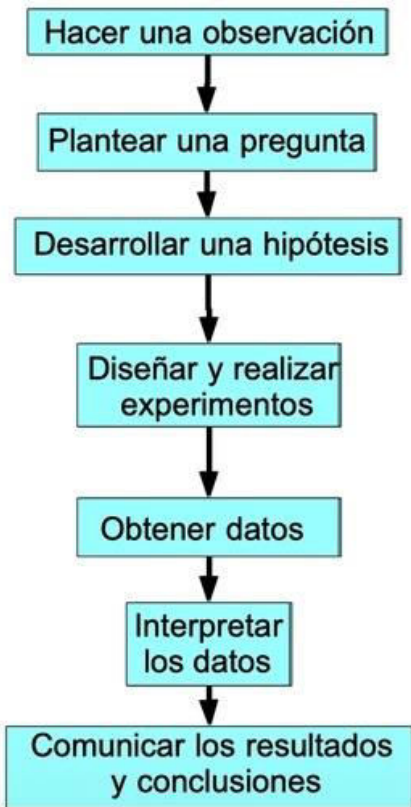 Hacer una observación
Plantear una pregunta
Desarrollar una hipótesis
Diseñar y realizar
experimentos
Obtener datos
Interpretar
los datos
Comunicar los resultados
y conclusiones